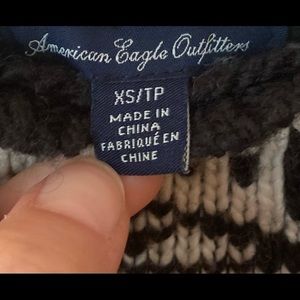 American Eagle Outfitters
XS/TP
MADE IN
CHINA
FABRIQUÉ EN
CHINE